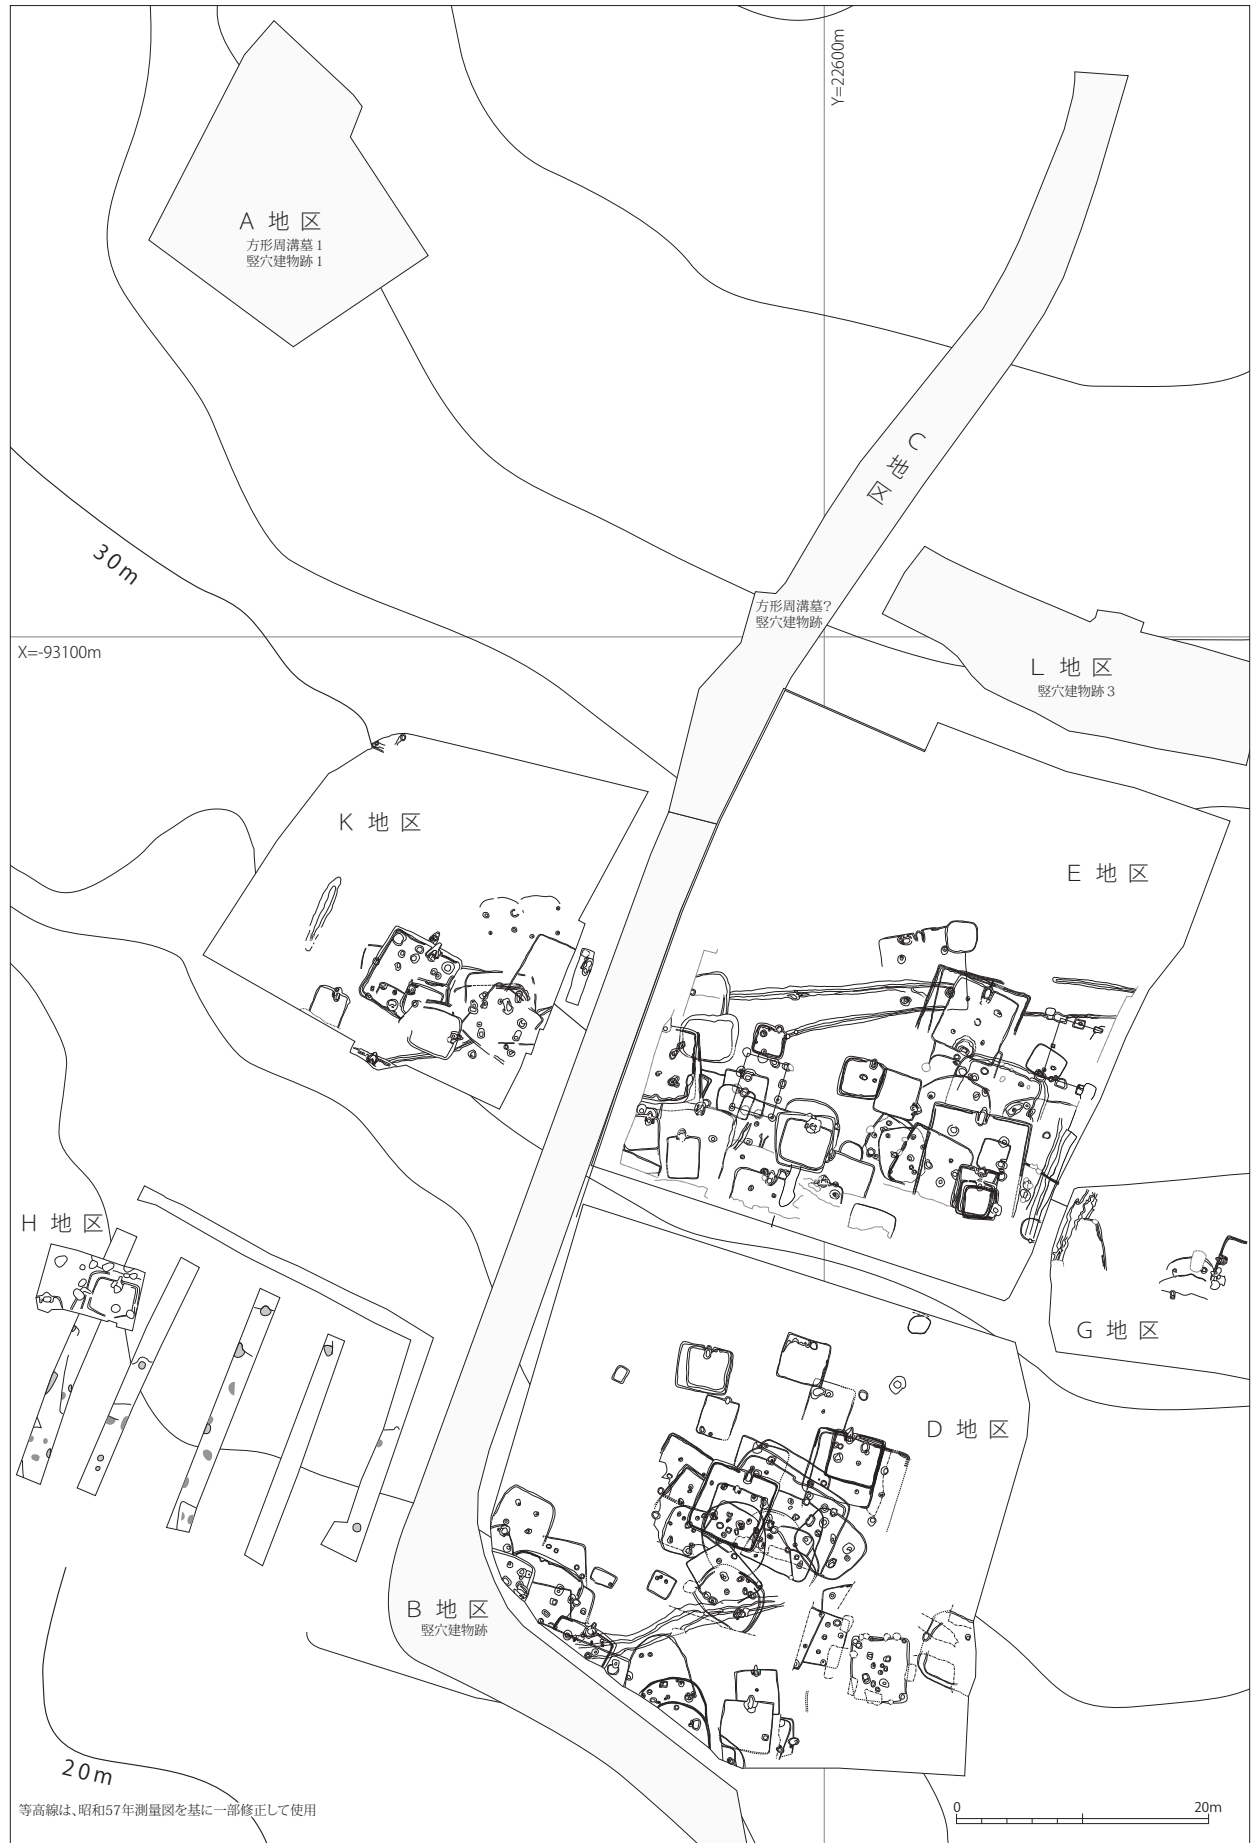 Y=22600m
A 地 区
方形周溝墓 1
竪穴建物跡 1
C 地 区
30m
方形周溝墓?
竪穴建物跡
X=-93100m
L 地 区
竪穴建物跡 3
K 地 区
E 地 区
H 地 区
G 地 区
D 地 区
B 地 区
竪穴建物跡
20m
等高線は、昭和57年測量図を基に一部修正して使用
0 20m